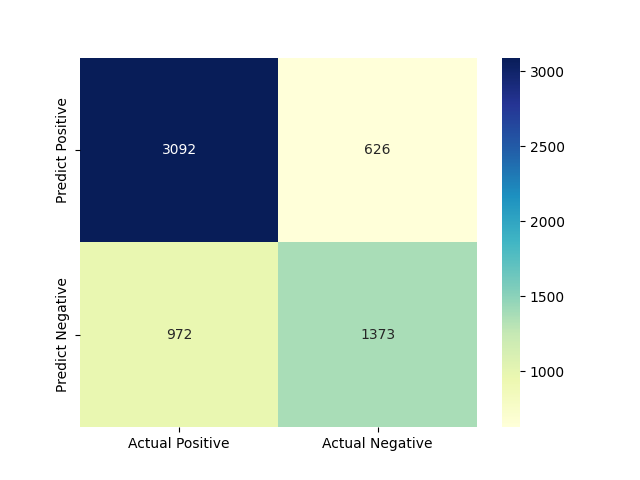 Predict Positive
3092
626
Predict Negative
972
1373
Actual Positive
Actual Negative
3000
2500
2000
1500
1000